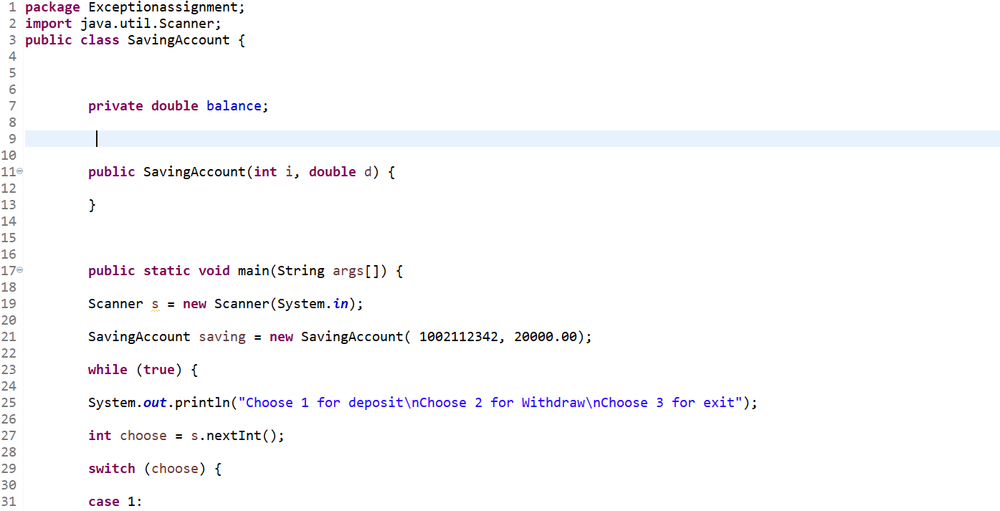 1 package Exceptionassignment;
2 import java.util.Scanner;
3 public class SavingAccount {
4
5
6
7 private double balance;
8
9
10
11 public SavingAccount(int i, double d) {
12
13 }
14
15
16
17 public static void main(String args[]) {
18
19 Scanner s = new Scanner(System.in);
20
21 SavingAccount saving = new SavingAccount( 1002112342, 20000.00);
22
23 while (true) {
24
25 System.out.println("Choose 1 for deposit\nChoose 2 for Withdraw\nChoose 3 for exit");
26
27 int choose = s.nextInt();
28
29 switch (choose) {
30
31 case 1: